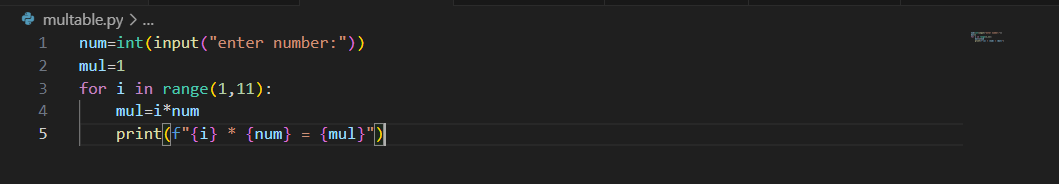 multable.py > ...
1 num=int(input("enter number:"))
2 mul=1
3 for i in range(1,11):
4     mul=i*num
5     print(f"{i} * {num} = {mul}")